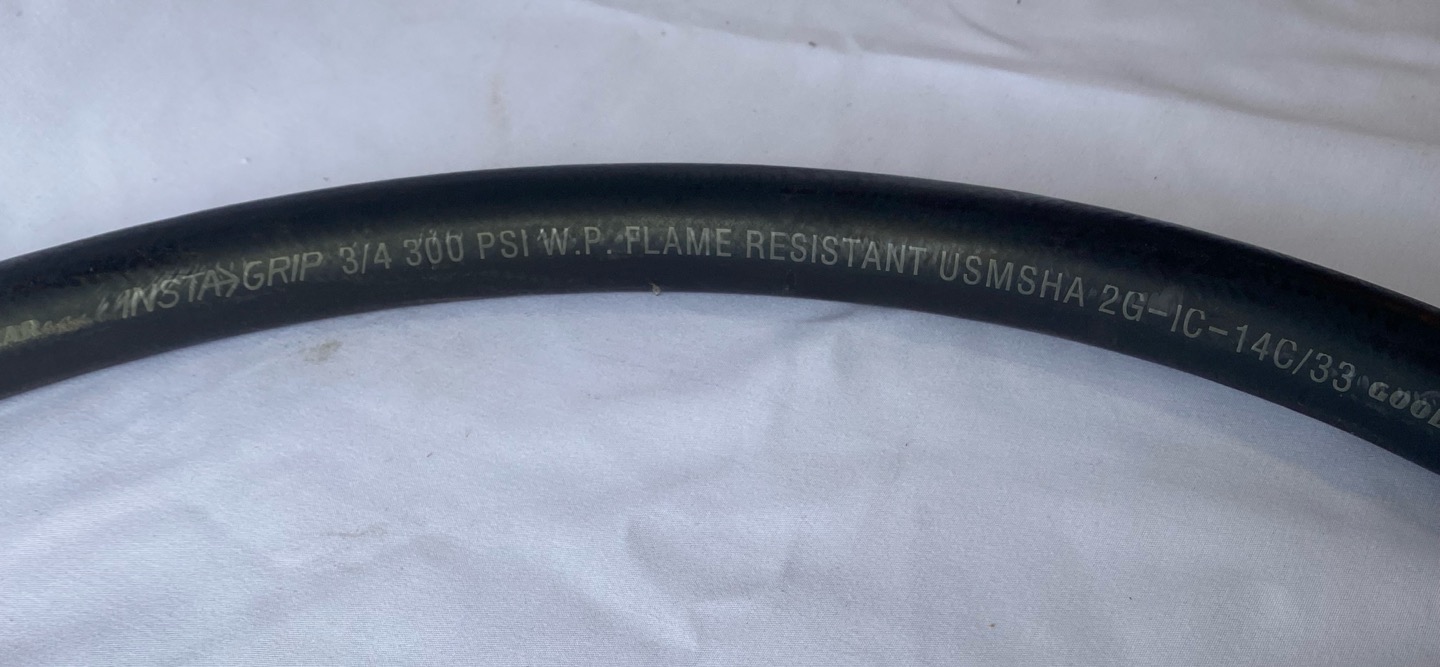 INSTA>GRIP 3/4 300 PSI W.P. FLAME RESISTANT USMSHA 2G-IC-14C/33